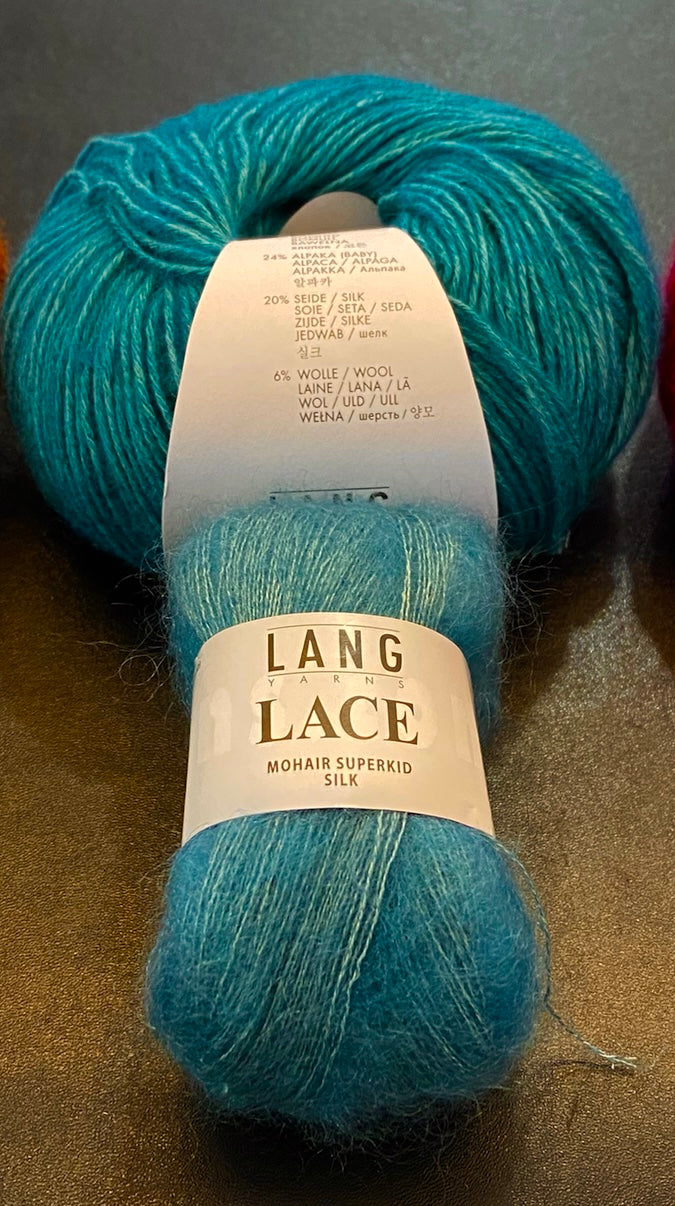 BAWEŁNA
24% ALPAKA (BABY)
ALPACA / ALPAGA
ALPAKKA / Альпака
알파카
20% SEIDE / SILK
SOIE / SETA / SEDA
ZIJDE / SILKE
JEDWAB / шелк
실크
6% WOLLE / WOOL
LAINE / LANA / LÃ
WOL / ULD / ULL
WEŁNA / шерсть / 양모
LANG
LANG
YARNS
LACE
MOHAIR SUPERKID
SILK